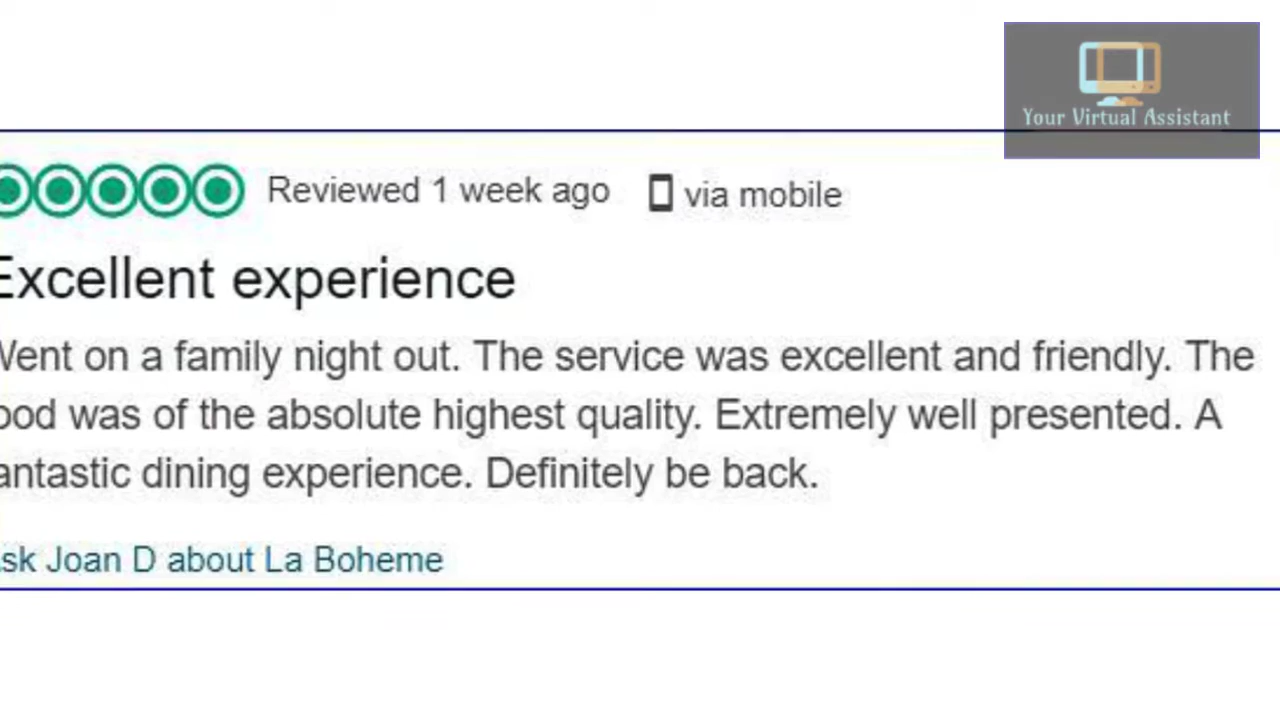 Your Virtual Assistant
Reviewed 1 week ago via mobile
Excellent experience
Went on a family night out. The service was excellent and friendly. The
ood was of the absolute highest quality. Extremely well presented. A
antastic dining experience. Definitely be back.
sk Joan D about La Boheme